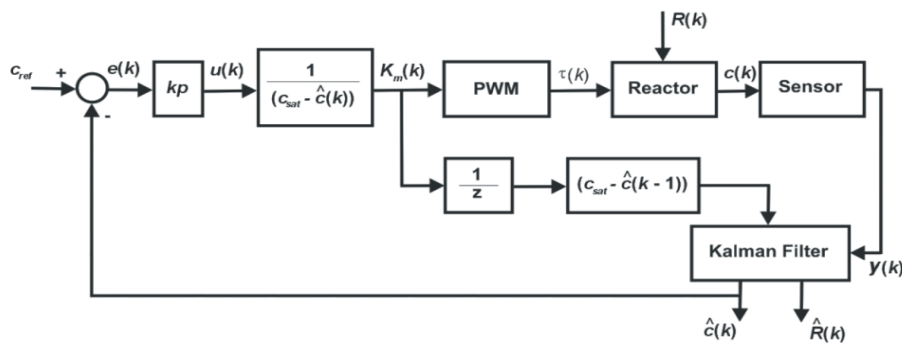 R(k)
c_ref + e(k) kp u(k) 1 / (c_sat - ĉ(k)) K_m(k) PWM τ(k) Reactor c(k) Sensor
-
1 / z (c_sat - ĉ(k - 1))
Kalman Filter y(k)
ĉ(k) R̂(k)